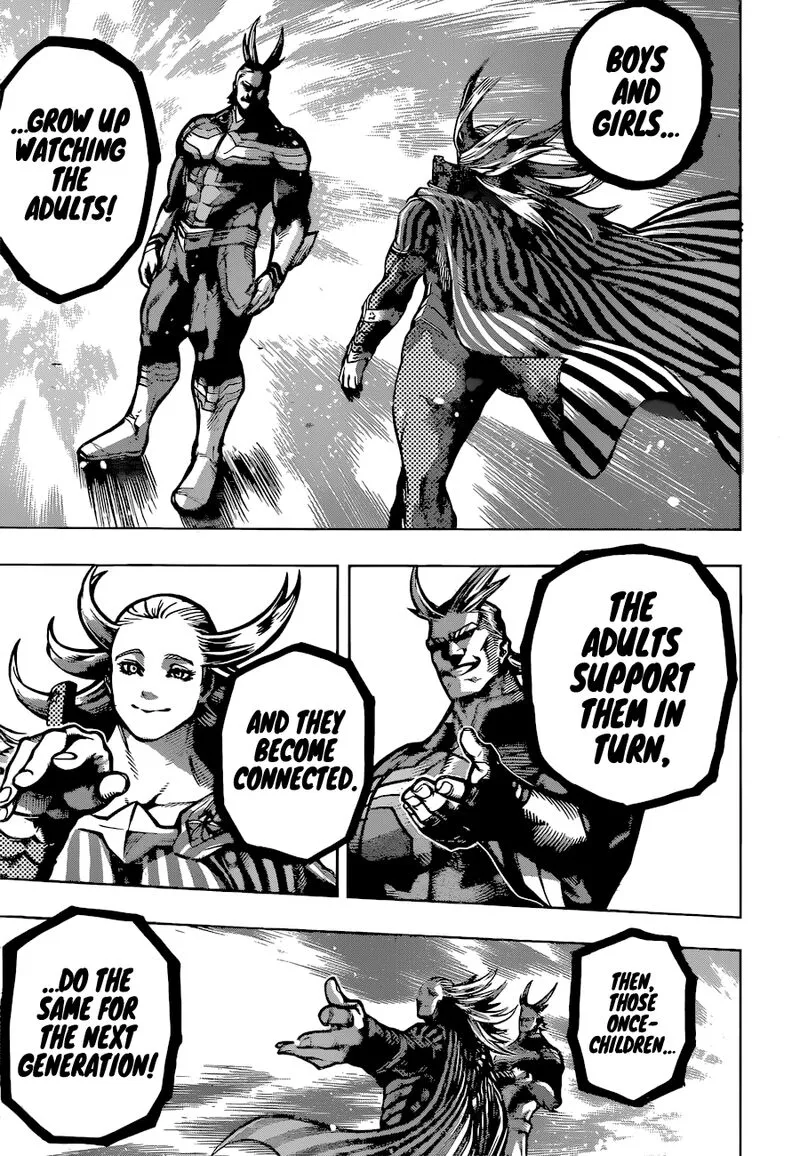 BOYS
AND
GIRLS...
...GROW UP
WATCHING
THE
ADULTS!
THE
ADULTS
SUPPORT
THEM IN
TURN,
AND THEY
BECOME
CONNECTED.
THEN,
THOSE
ONCE-
CHILDREN...
...DO THE
SAME FOR
THE NEXT
GENERATION!